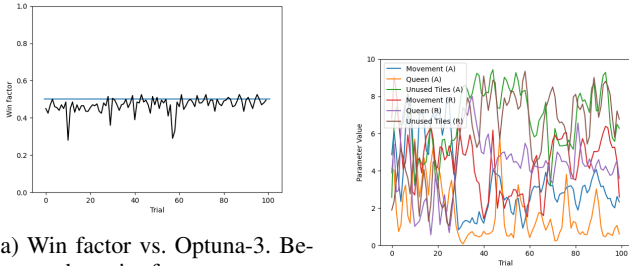 1.0
0.8
0.6
0.4
0.2
0.0
Win factor
0
20
40
60
80
100
Trial
a) Win factor vs. Optuna-3. Be-
10
8
6
4
2
0
Parameter Value
Movement (A)
Queen (A)
Unused Tiles (A)
Movement (R)
Queen (R)
Unused Tiles (R)
0
20
40
60
80
100
Trial